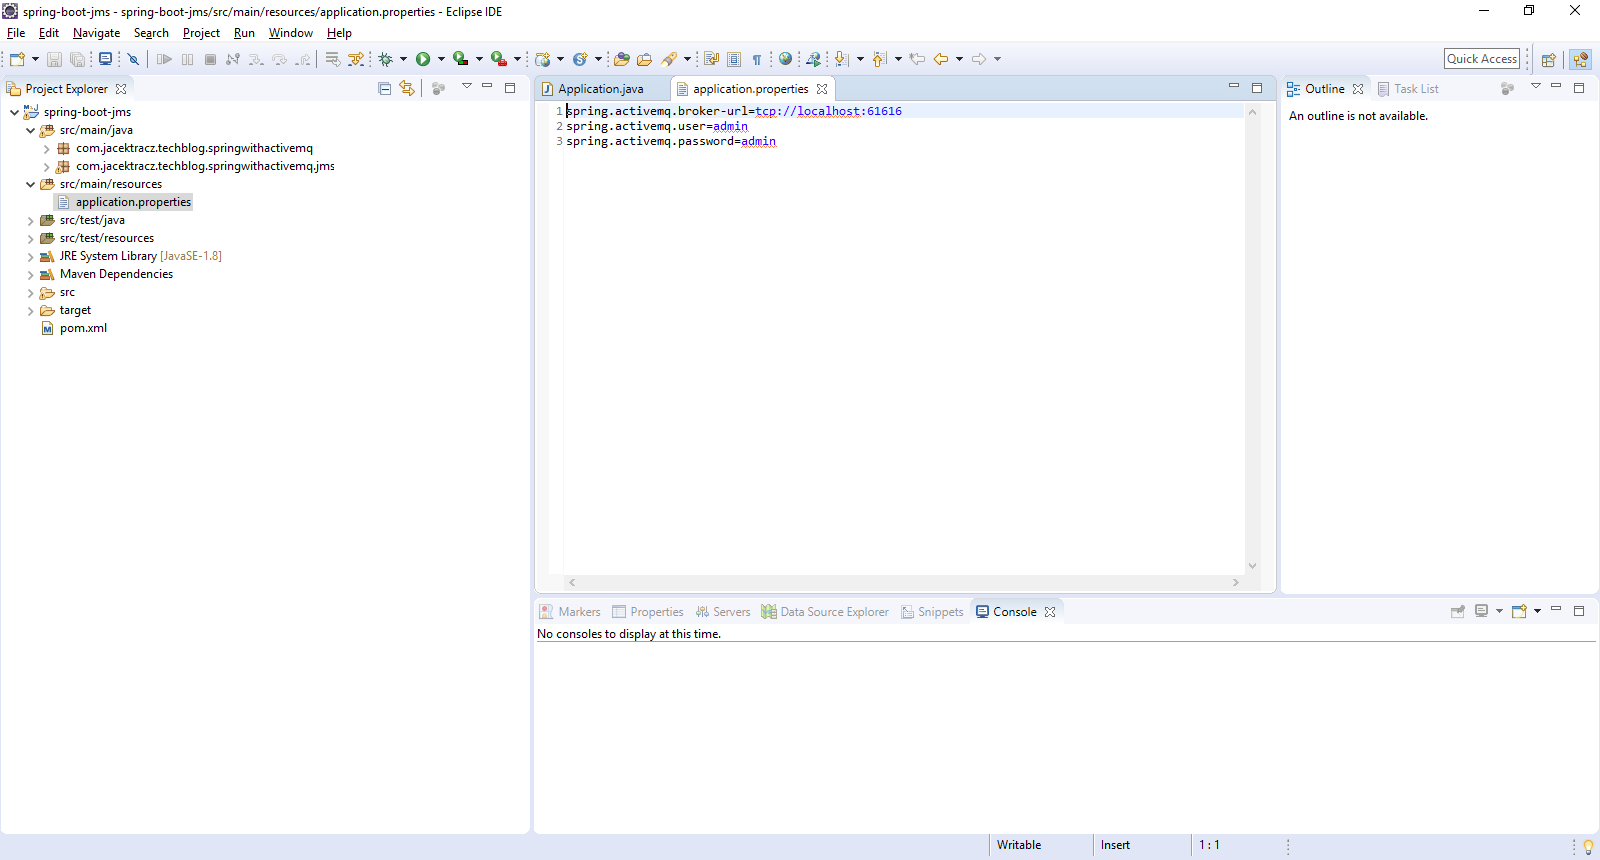 spring-boot-jms - spring-boot-jms/src/main/resources/application.properties - Eclipse IDE
File Edit Navigate Search Project Run Window Help
Quick Access
Project Explorer
spring-boot-jms
src/main/java
com.jacektracz.techblog.springwithactivemq
com.jacektracz.techblog.springwithactivemq.jms
src/main/resources
application.properties
src/test/java
src/test/resources
JRE System Library [JavaSE-1.8]
Maven Dependencies
src
target
pom.xml
Application.java application.properties
1 spring.activemq.broker-url=tcp://localhost:61616
2 spring.activemq.user=admin
3 spring.activemq.password=admin
Outline Task List
An outline is not available.
Markers Properties Servers Data Source Explorer Snippets Console
No consoles to display at this time.
Writable Insert 1 : 1